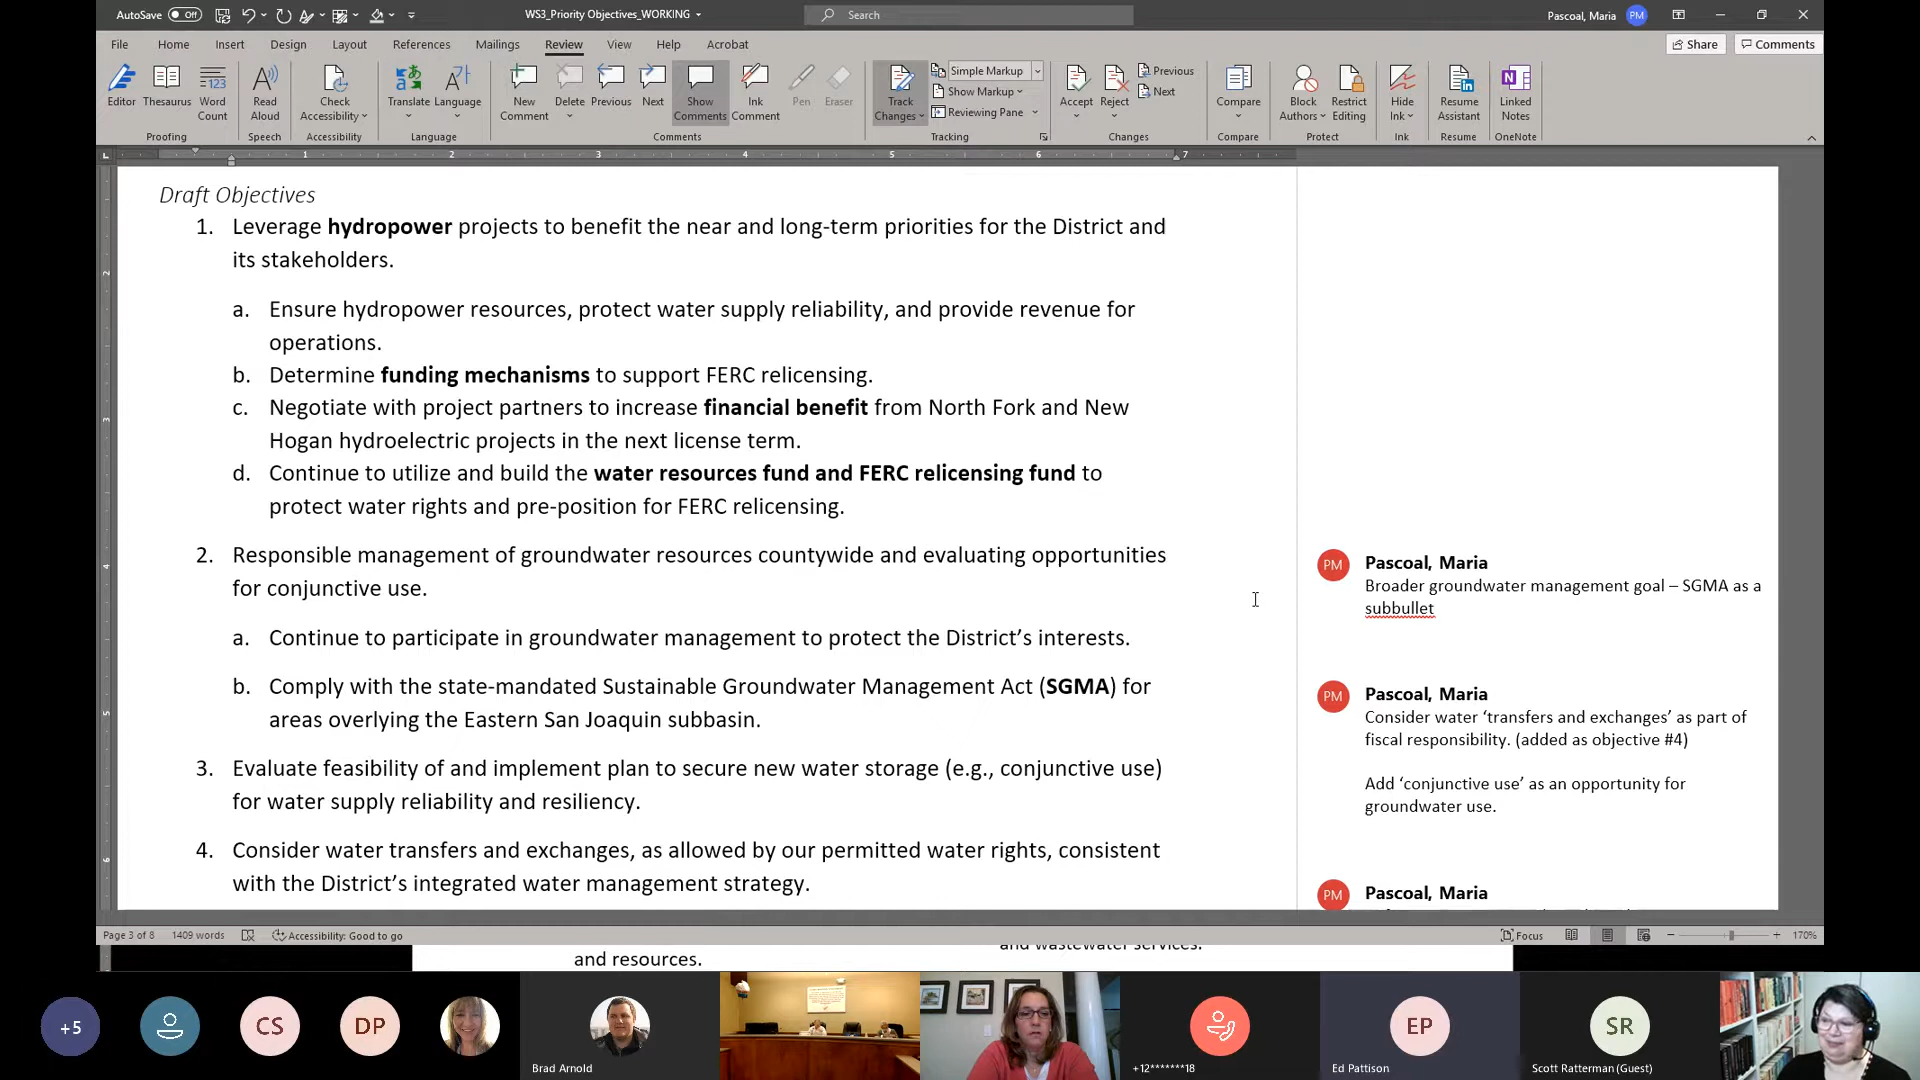 AutoSave Off WS3_Priority Objectives_WORKING Search Pascoal, Maria PM
File Home Insert Design Layout References Mailings Review View Help Acrobat Share Comments
Editor Thesaurus Word Count Read Aloud Check Accessibility Translate Language New Comment Delete Previous Next Show Comments Ink Comment Pen Eraser Track Changes Simple Markup Show Markup Reviewing Pane Accept Reject Previous Next Compare Block Authors Restrict Editing Hide Ink Resume Assistant Linked Notes
Proofing Speech Accessibility Language Comments Tracking Changes Compare Protect Ink Resume OneNote
1 2 3 4 5 6 7
Draft Objectives
1. Leverage hydropower projects to benefit the near and long-term priorities for the District and
its stakeholders.
a. Ensure hydropower resources, protect water supply reliability, and provide revenue for
operations.
b. Determine funding mechanisms to support FERC relicensing.
c. Negotiate with project partners to increase financial benefit from North Fork and New
Hogan hydroelectric projects in the next license term.
d. Continue to utilize and build the water resources fund and FERC relicensing fund to
protect water rights and pre-position for FERC relicensing.
2. Responsible management of groundwater resources countywide and evaluating opportunities
for conjunctive use.
a. Continue to participate in groundwater management to protect the District’s interests.
b. Comply with the state-mandated Sustainable Groundwater Management Act (SGMA) for
areas overlying the Eastern San Joaquin subbasin.
3. Evaluate feasibility of and implement plan to secure new water storage (e.g., conjunctive use)
for water supply reliability and resiliency.
4. Consider water transfers and exchanges, as allowed by our permitted water rights, consistent
with the District’s integrated water management strategy.
PM Pascoal, Maria
Broader groundwater management goal – SGMA as a
subbullet
PM Pascoal, Maria
Consider water ‘transfers and exchanges’ as part of
fiscal responsibility. (added as objective #4)
Add ‘conjunctive use’ as an opportunity for
groundwater use.
PM Pascoal, Maria
Page 3 of 8 1409 words Accessibility: Good to go Focus 170%
and wastewater services.
and resources.
+5 CS DP EP SR
Brad Arnold +12*******18 Ed Pattison Scott Ratterman (Guest)